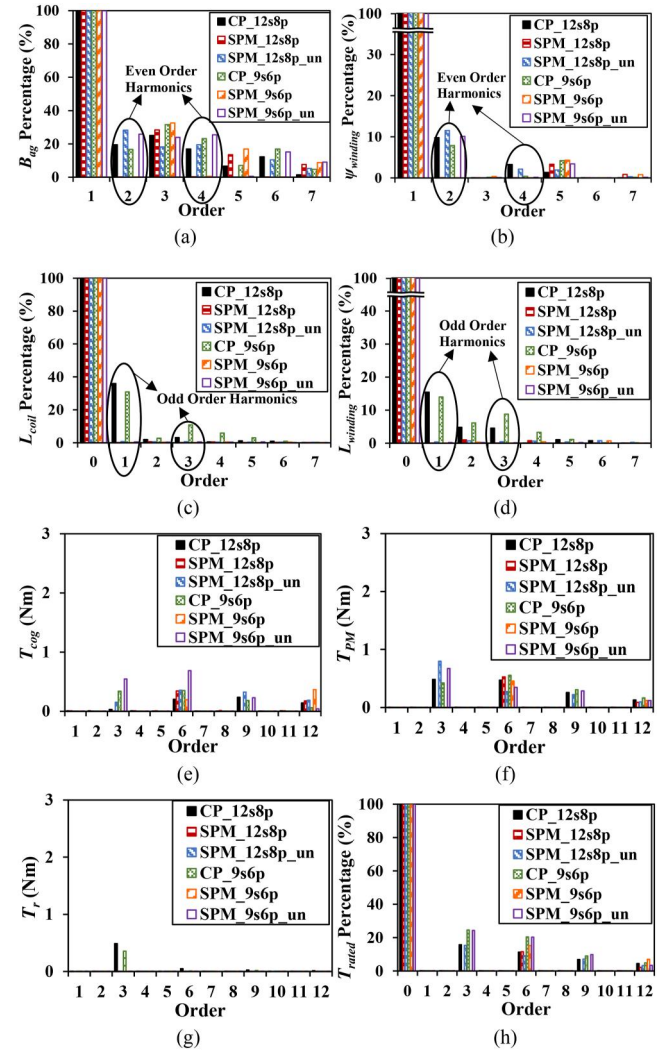 B_ag Percentage (%)
100
80
60
40
20
0
CP_12s8p
SPM_12s8p
SPM_12s8p_un
CP_9s6p
SPM_9s6p
SPM_9s6p_un
Even Order
Harmonics
1 2 3 4 5 6 7
Order
(a)
ψ_winding Percentage (%)
100
30
20
10
0
CP_12s8p
SPM_12s8p
SPM_12s8p_un
CP_9s6p
SPM_9s6p
SPM_9s6p_un
Even Order
Harmonics
1 2 3 4 5 6 7
Order
(b)
L_coil Percentage (%)
100
80
60
40
20
0
CP_12s8p
SPM_12s8p
SPM_12s8p_un
CP_9s6p
SPM_9s6p
SPM_9s6p_un
Odd Order Harmonics
0 1 2 3 4 5 6 7
Order
(c)
L_winding Percentage (%)
100
40
30
20
10
0
CP_12s8p
SPM_12s8p
SPM_12s8p_un
CP_9s6p
SPM_9s6p
SPM_9s6p_un
Odd Order
Harmonics
0 1 2 3 4 5 6 7
Order
(d)
T_cog (Nm)
3
2
1
0
CP_12s8p
SPM_12s8p
SPM_12s8p_un
CP_9s6p
SPM_9s6p
SPM_9s6p_un
1 2 3 4 5 6 7 8 9 10 11 12
Order
(e)
T_PM (Nm)
3
2
1
0
CP_12s8p
SPM_12s8p
SPM_12s8p_un
CP_9s6p
SPM_9s6p
SPM_9s6p_un
1 2 3 4 5 6 7 8 9 10 11 12
Order
(f)
T_r (Nm)
3
2
1
0
CP_12s8p
SPM_12s8p
SPM_12s8p_un
CP_9s6p
SPM_9s6p
SPM_9s6p_un
1 2 3 4 5 6 7 8 9 10 11 12
Order
(g)
T_rated Percentage (%)
100
80
60
40
20
0
CP_12s8p
SPM_12s8p
SPM_12s8p_un
CP_9s6p
SPM_9s6p
SPM_9s6p_un
0 1 2 3 4 5 6 7 8 9 10 11 12
Order
(h)